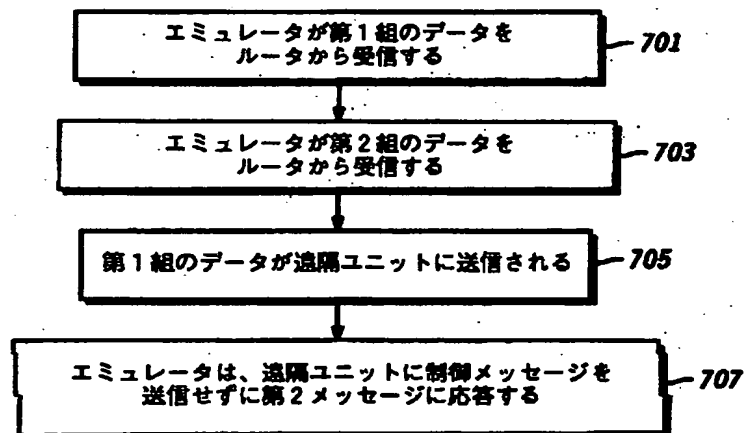 エミュレータが第1組のデータを
ルータから受信する
701
エミュレータが第2組のデータを
ルータから受信する
703
第1組のデータが遠隔ユニットに送信される
705
エミュレータは、遠隔ユニットに制御メッセージを
送信せずに第2メッセージに応答する
707